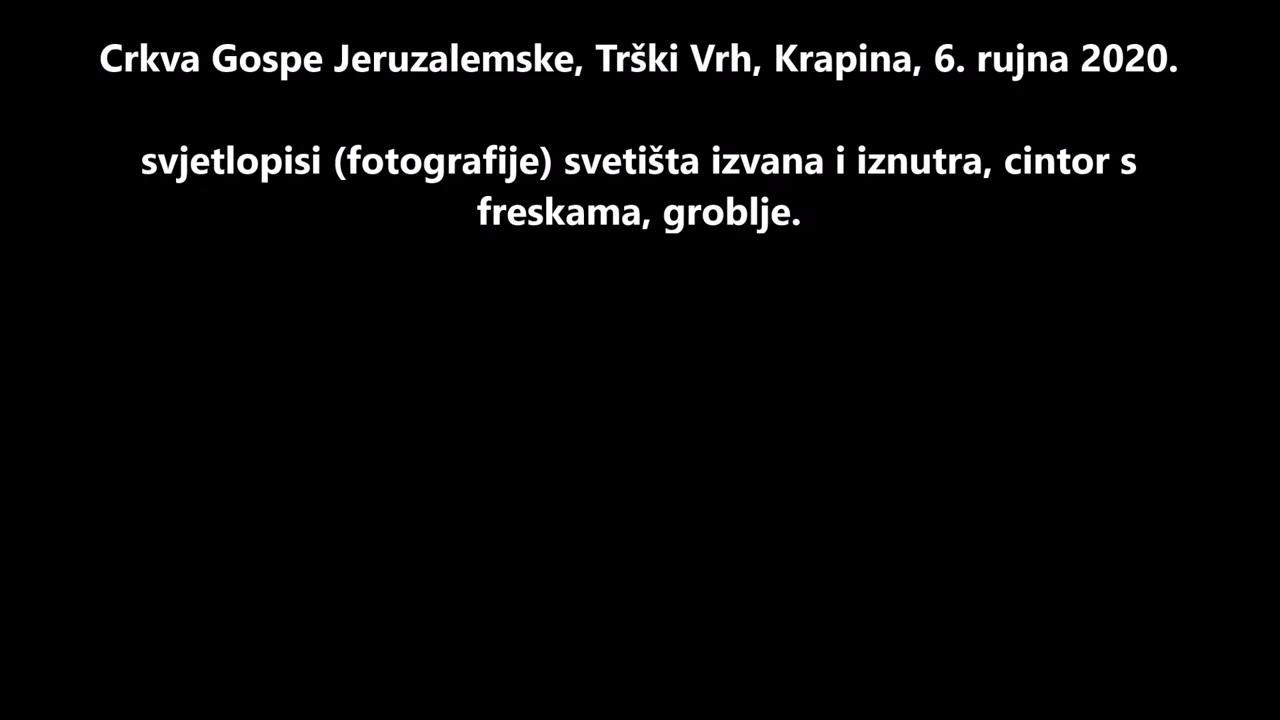 Crkva Gospe Jeruzalemske, Trški Vrh, Krapina, 6. rujna 2020.
svjetlopisi (fotografije) svetišta izvana i iznutra, cintor s
freskama, groblje.